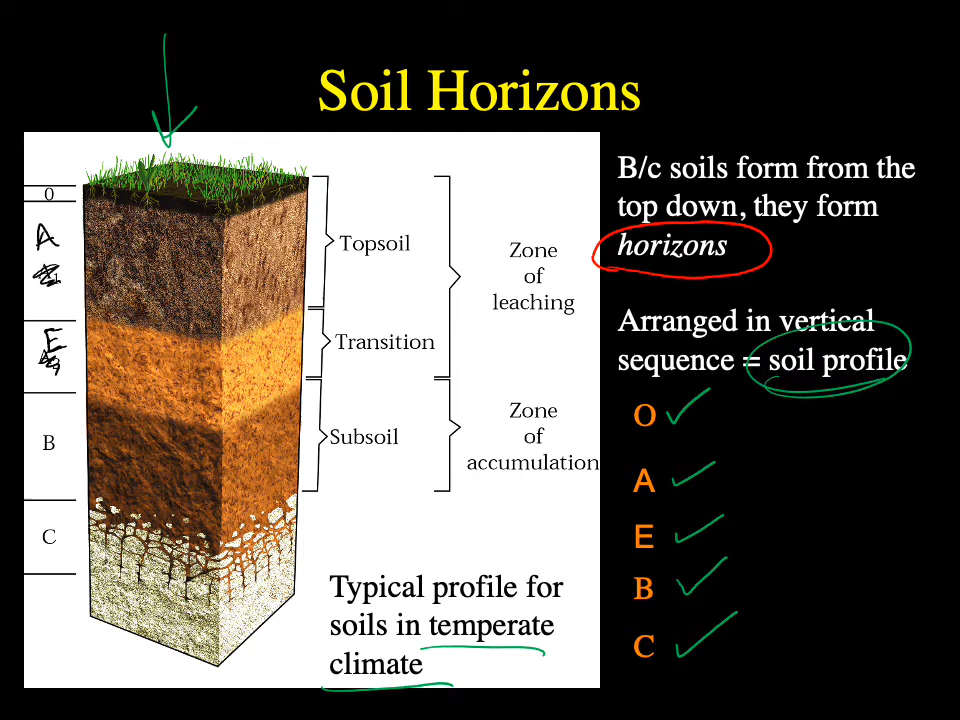 Soil Horizons
O
A
E
B
C
Topsoil
Transition
Subsoil
Zone
of
leaching
Zone
of
accumulation
Typical profile for
soils in temperate
climate
B/c soils form from the
top down, they form
horizons
Arranged in vertical
sequence = soil profile
O
A
E
B
C